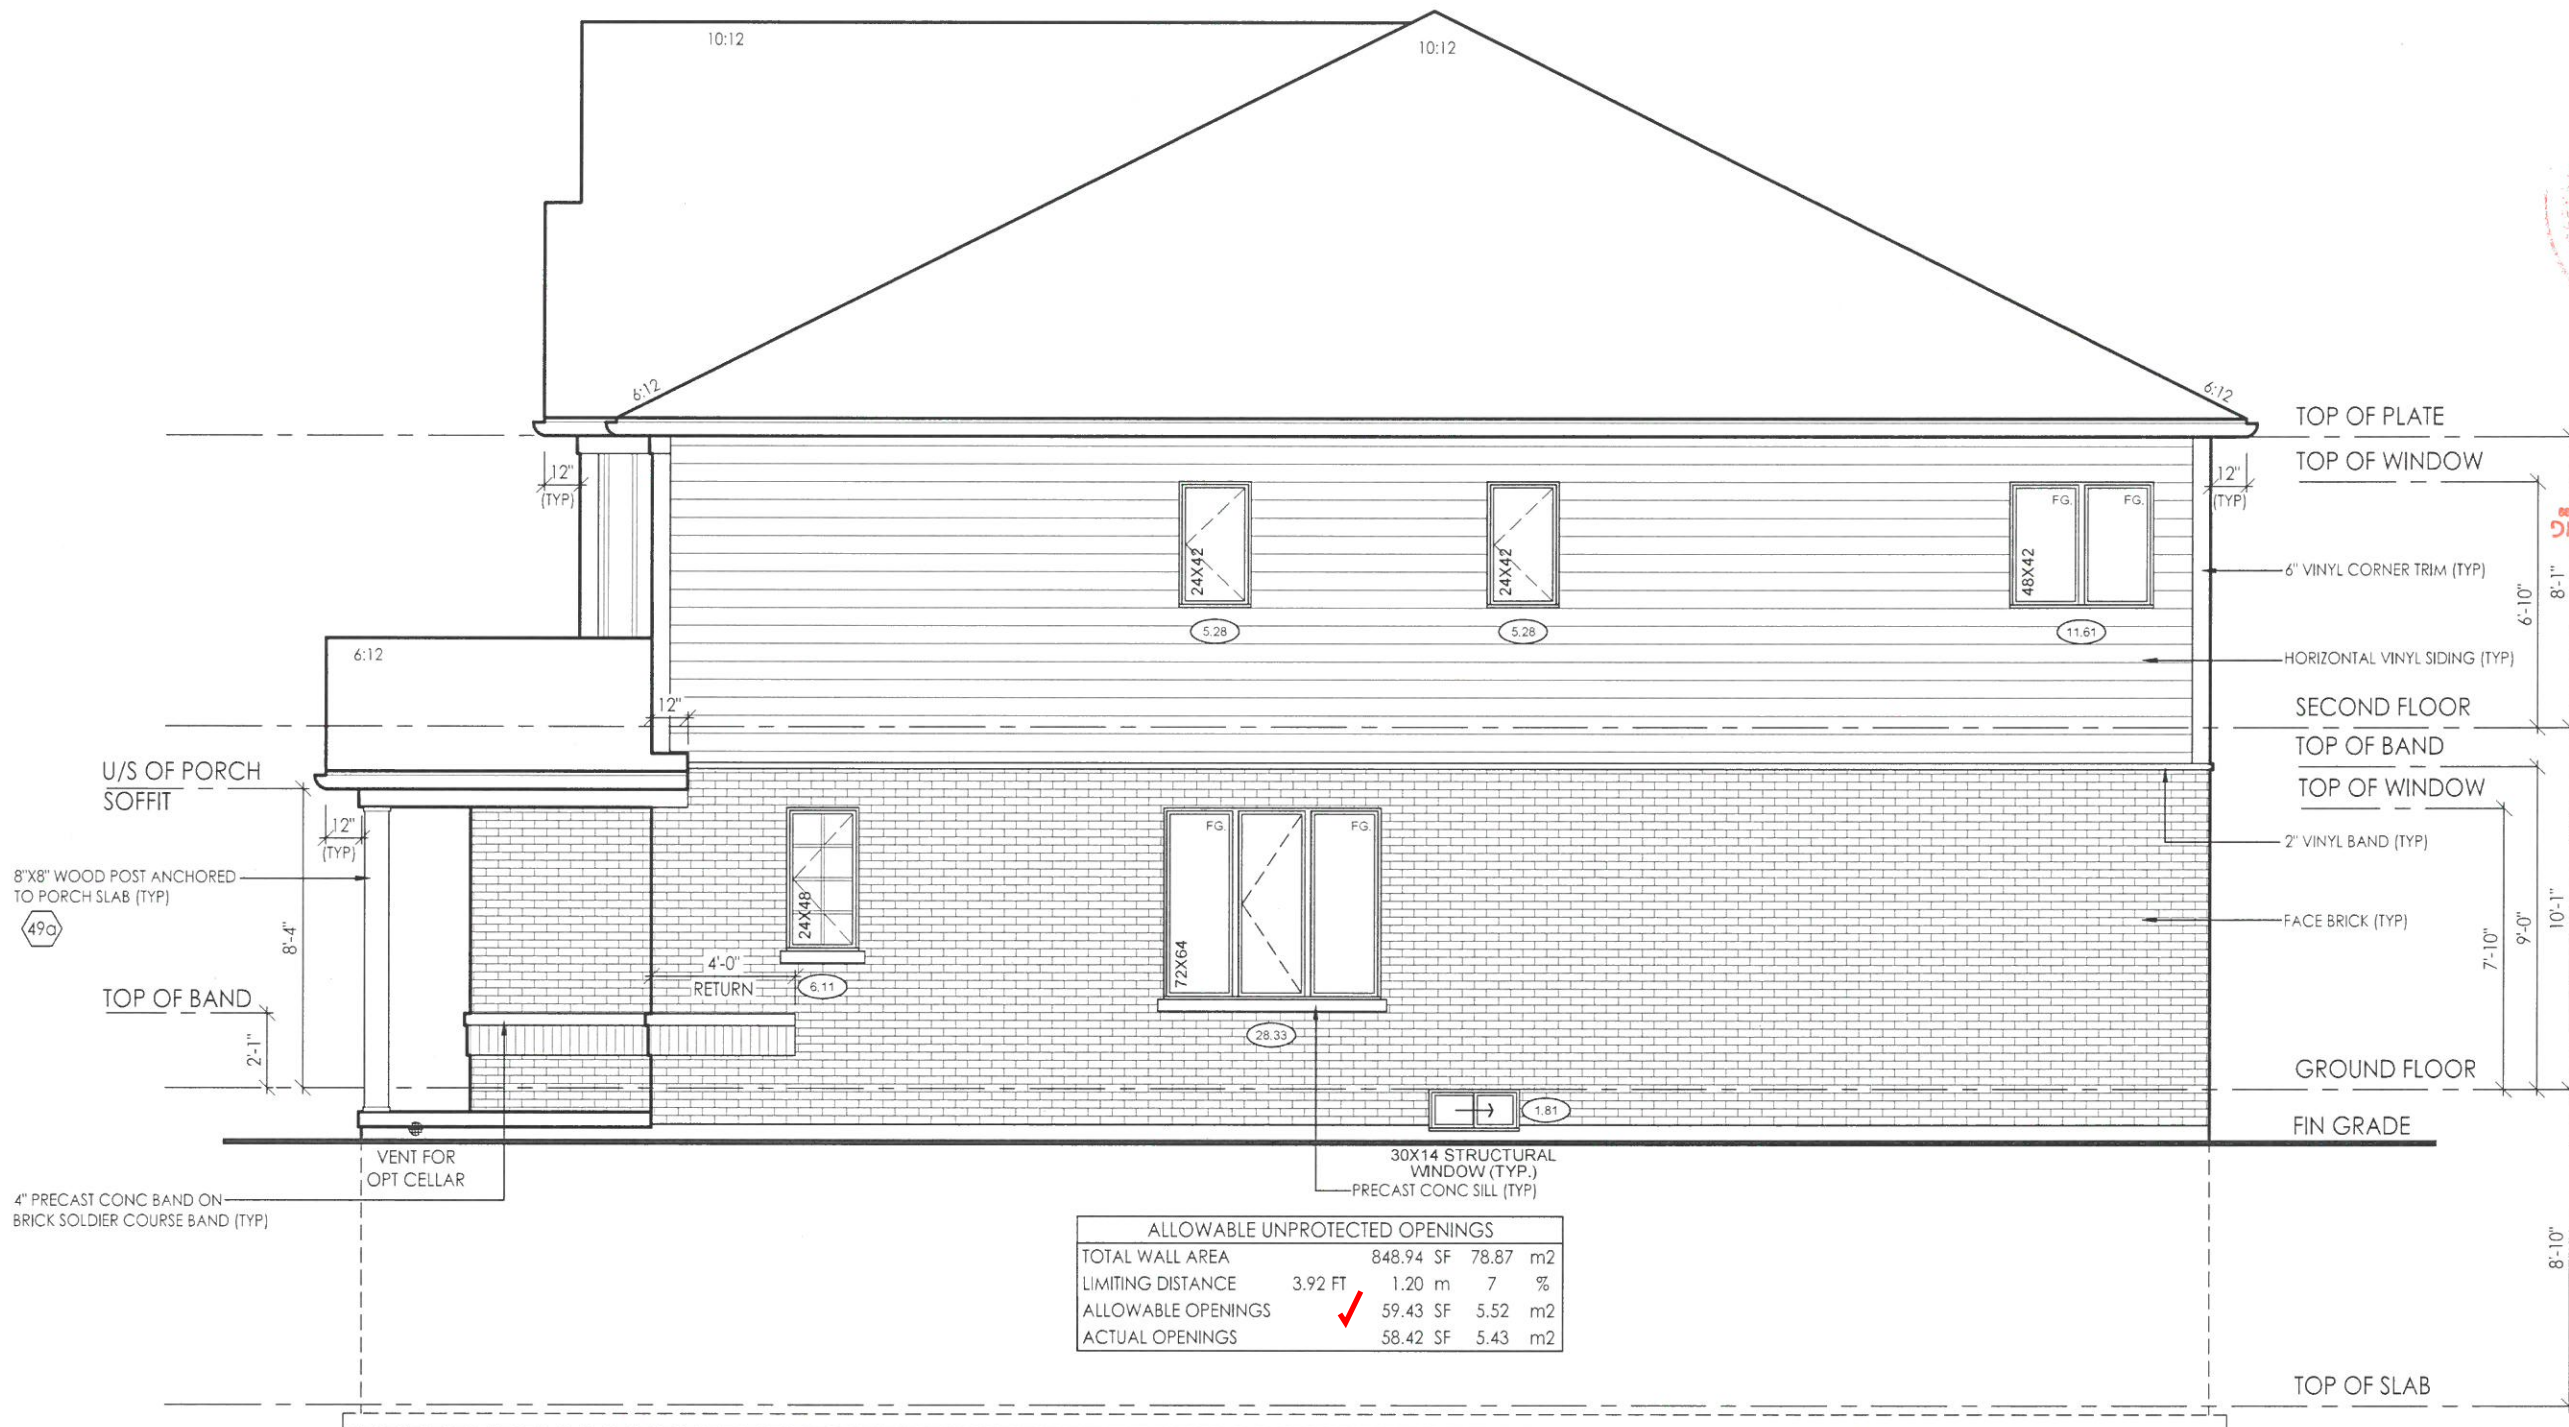 10:12
10:12
6:12
6:12
TOP OF PLATE
TOP OF WINDOW
12"
(TYP)
12"
(TYP)
FG.
FG.
24X42
24X42
48X42
6" VINYL CORNER TRIM (TYP)
8'-1"
6'-10"
5.28
5.28
11.61
6:12
HORIZONTAL VINYL SIDING (TYP)
12"
SECOND FLOOR
TOP OF BAND
U/S OF PORCH
SOFFIT
TOP OF WINDOW
12"
(TYP)
FG.
FG.
2" VINYL BAND (TYP)
8"X8" WOOD POST ANCHORED
TO PORCH SLAB (TYP)
49a
24X48
72X64
FACE BRICK (TYP)
8'-4"
7'-10"
9'-0"
10'-1"
4'-0"
RETURN
6.11
TOP OF BAND
2'-1"
28.33
GROUND FLOOR
1.81
FIN GRADE
VENT FOR
OPT CELLAR
30X14 STRUCTURAL
WINDOW (TYP.)
PRECAST CONC SILL (TYP)
4" PRECAST CONC BAND ON
BRICK SOLDIER COURSE BAND (TYP)
ALLOWABLE UNPROTECTED OPENINGS
TOTAL WALL AREA 848.94 SF 78.87 m2
LIMITING DISTANCE 3.92 FT 1.20 m 7 %
ALLOWABLE OPENINGS 59.43 SF 5.52 m2
ACTUAL OPENINGS 58.42 SF 5.43 m2
8'-10"
TOP OF SLAB